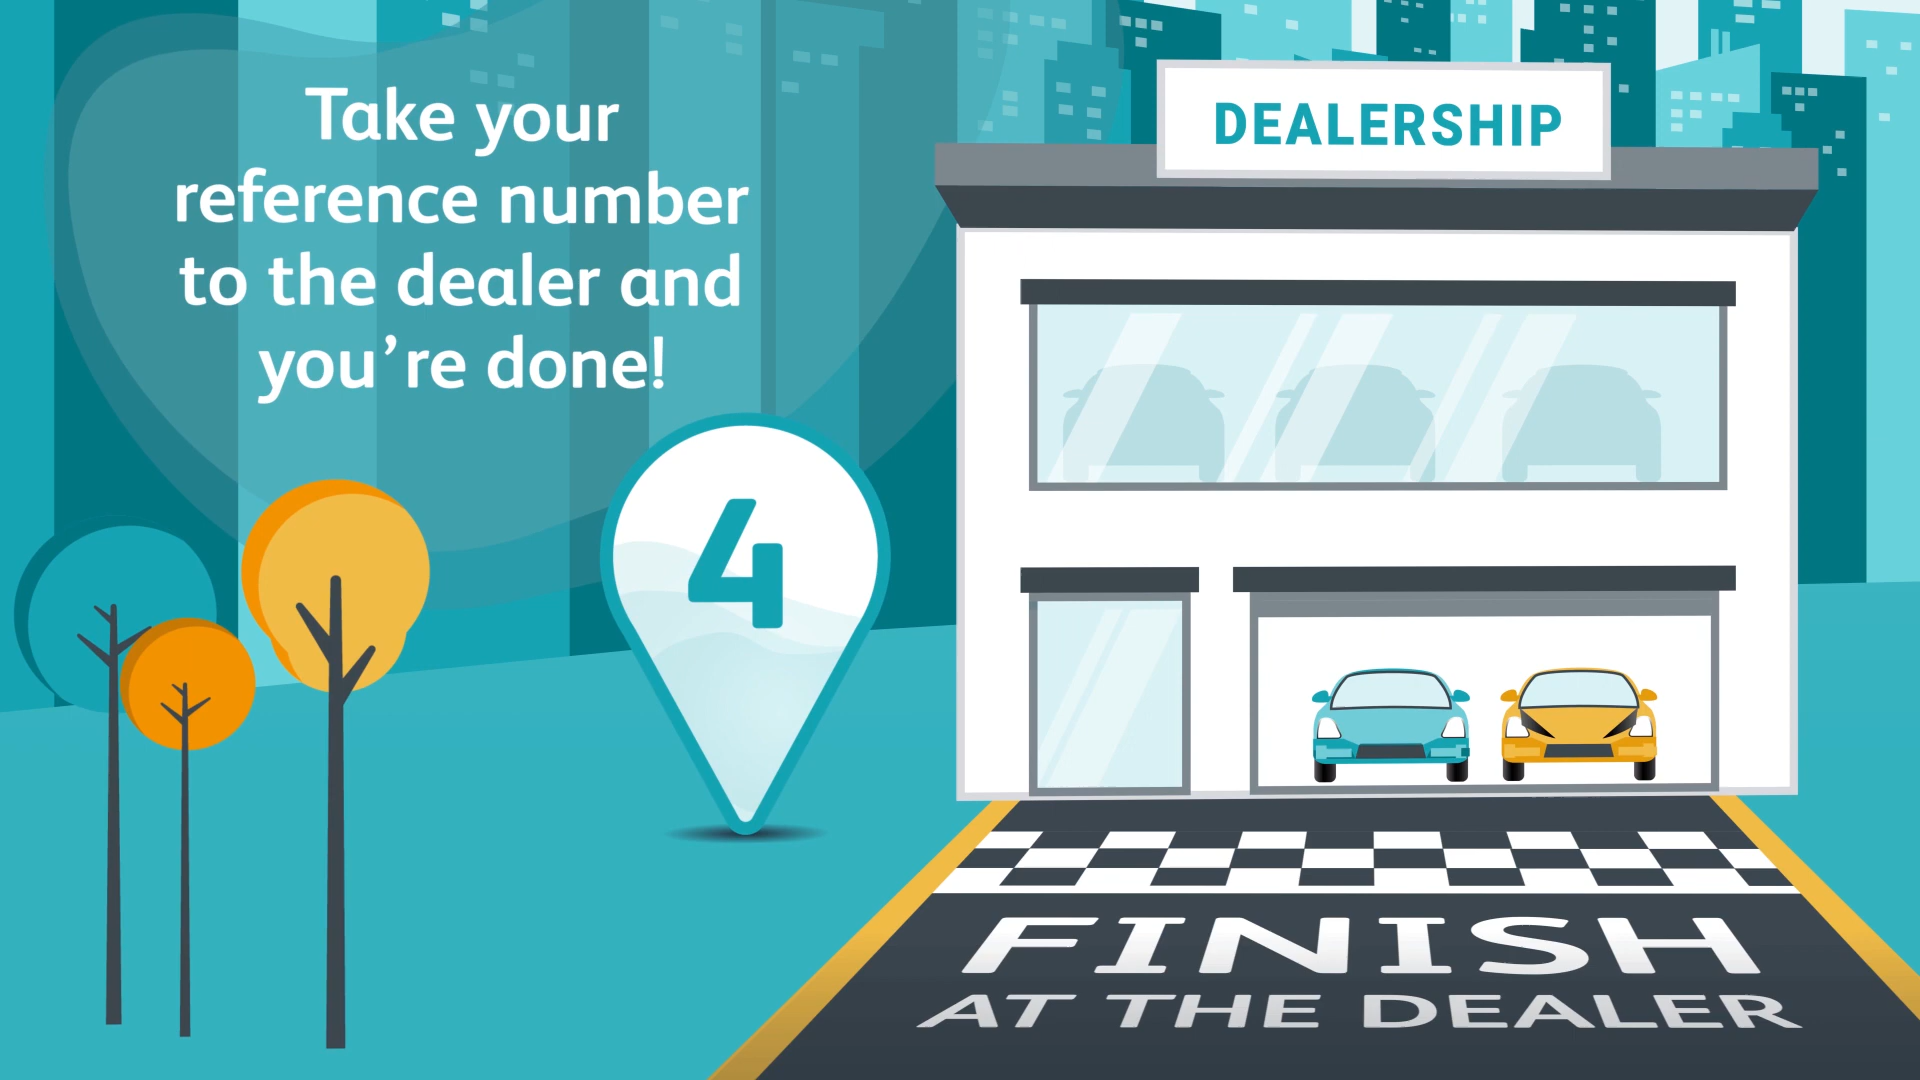 Take your
reference number
to the dealer and
you’re done!
4
DEALERSHIP
FINISH
AT THE DEALER